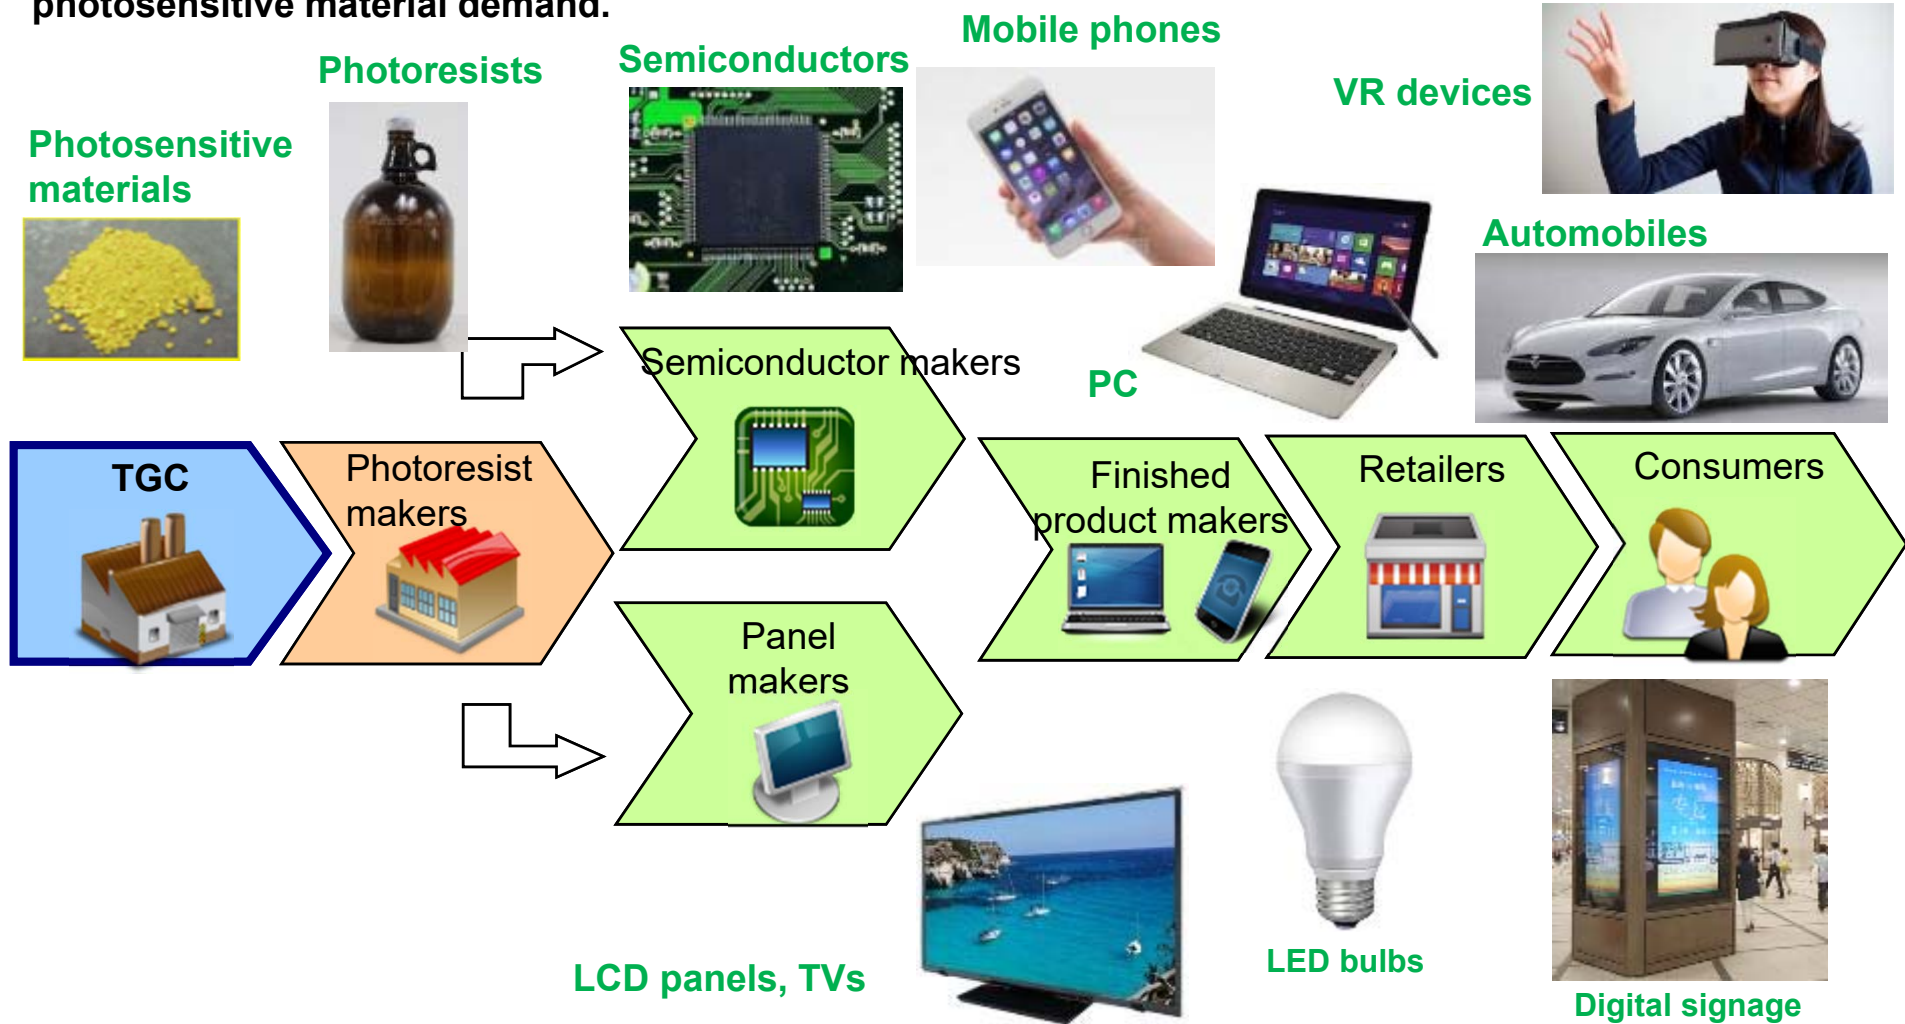 photosensitive material demand.
Mobile phones
Semiconductors
Photoresists
VR devices
Photosensitive
materials
Automobiles
Semiconductor makers
PC
TGC
Photoresist
makers
Finished
product makers
Retailers
Consumers
Panel
makers
LCD panels, TVs
LED bulbs
Digital signage